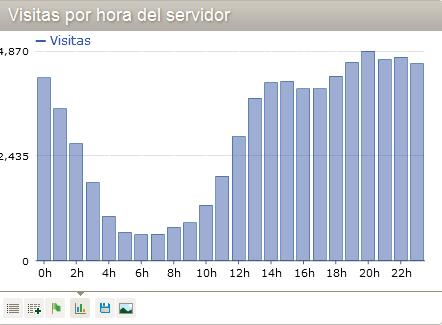 Visitas por hora del servidor
Visitas
4,870
2,435
0
0h 2h 4h 6h 8h 10h 12h 14h 16h 18h 20h 22h